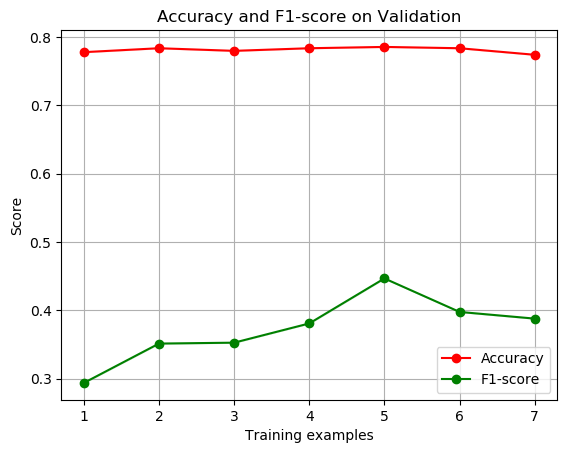 Accuracy and F1-score on Validation
Score
0.8
0.7
0.6
0.5
0.4
0.3
Accuracy
F1-score
1 2 3 4 5 6 7
Training examples